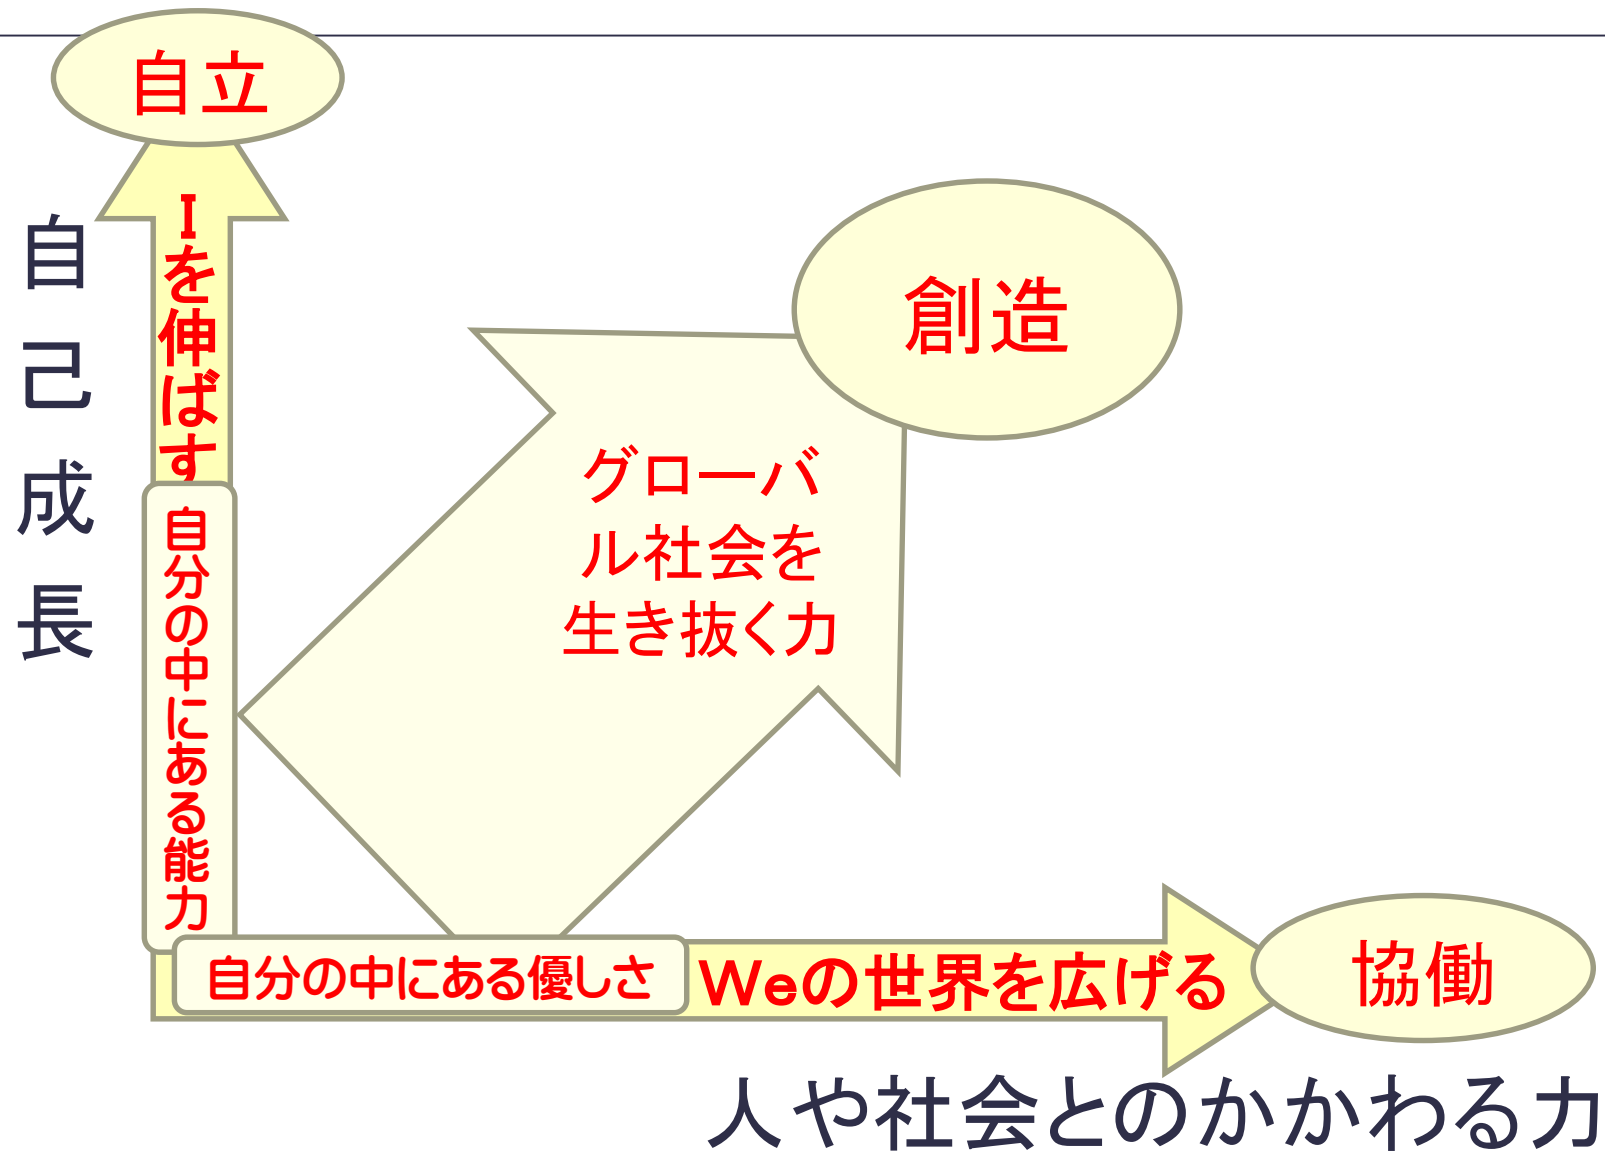 自立
自己成長
Iを伸ばす
自分の中にある能力
創造
グローバ
ル社会を
生き抜く力
自分の中にある優しさ
Weの世界を広げる
協働
人や社会とのかかわる力